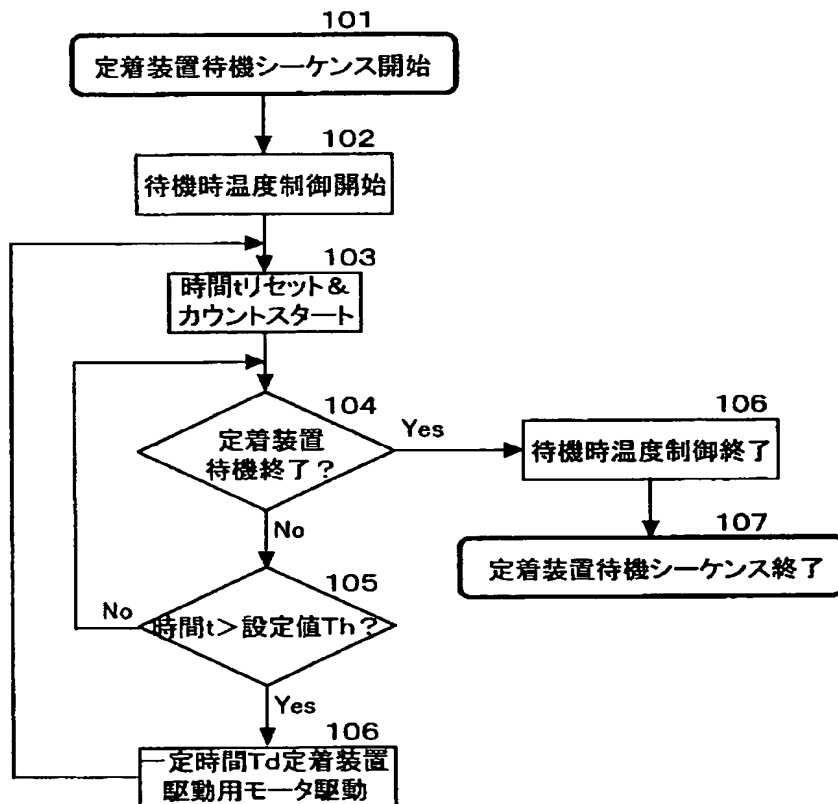 101
定着装置待機シーケンス開始
102
待機時温度制御開始
103
時間tリセット&
カウントスタート
104
定着装置
待機終了?
Yes
106
待機時温度制御終了
No
107
定着装置待機シーケンス終了
105
時間t>設定値Th?
No
Yes
106
一定時間Td定着装置
駆動用モータ駆動